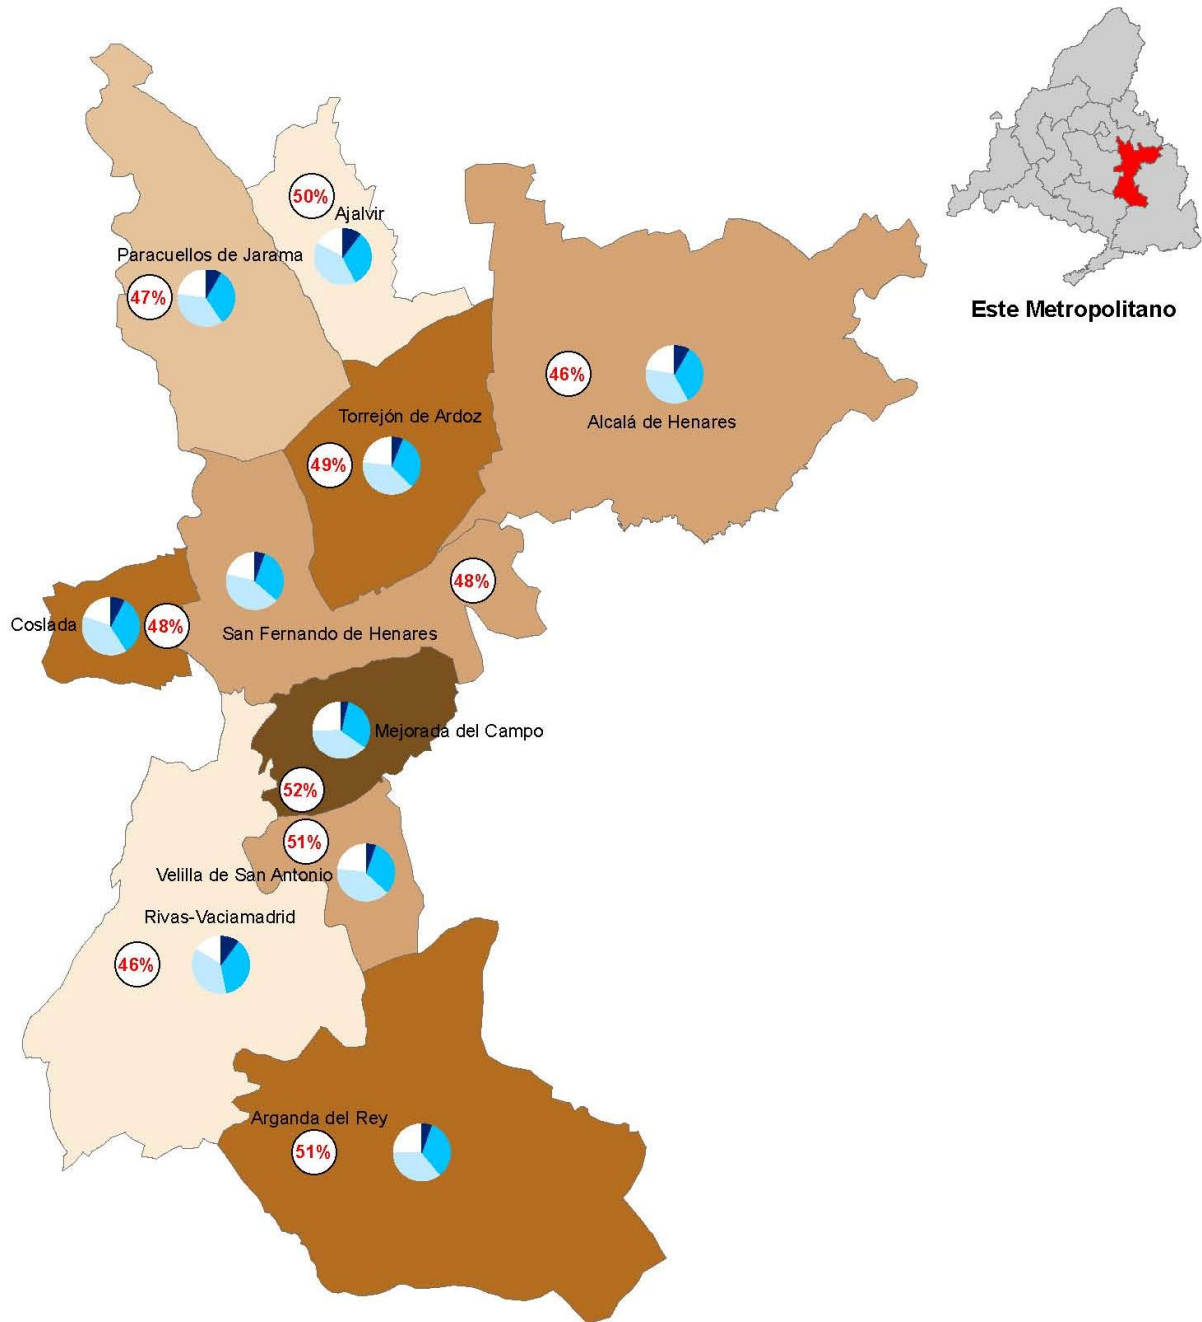 Este Metropolitano
50%
Ajalvir
Paracuellos de Jarama
47%
46%
Alcalá de Henares
Torrejón de Ardoz
49%
48%
Coslada
48%
San Fernando de Henares
Mejorada del Campo
52%
51%
Velilla de San Antonio
Rivas-Vaciamadrid
46%
Arganda del Rey
51%